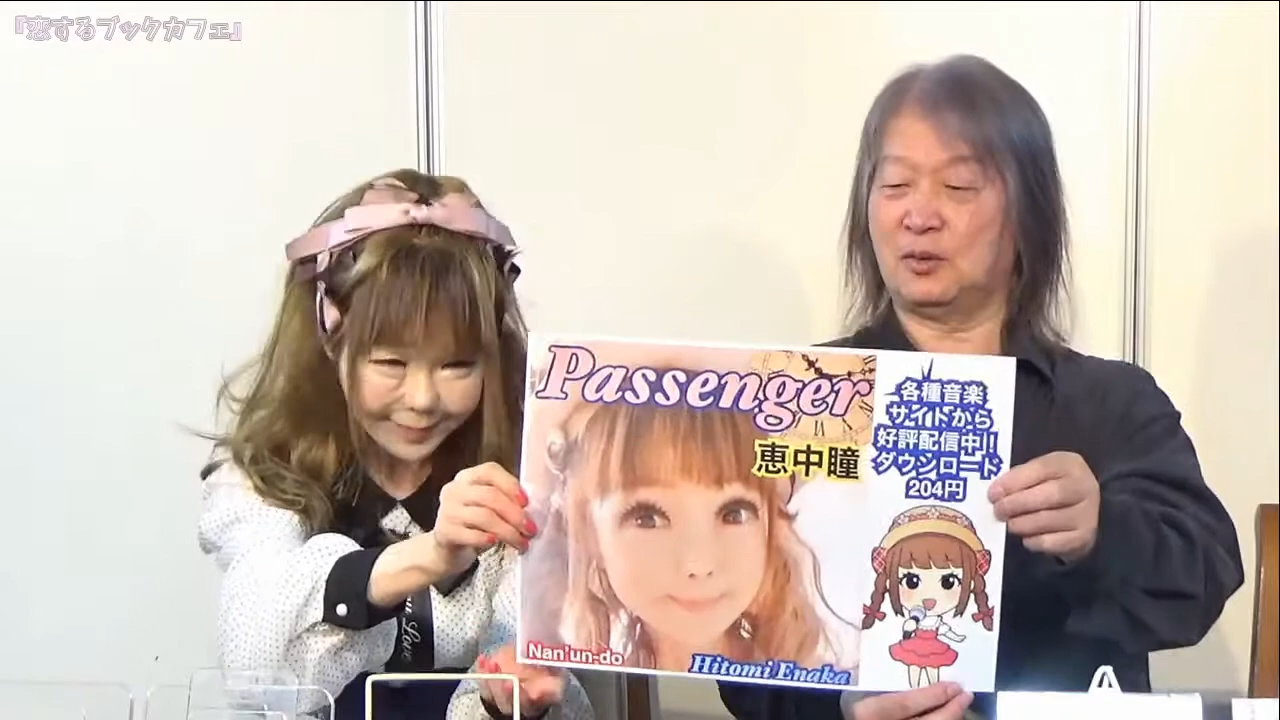 『恋するブックカフェ』
Passenger
恵中瞳
各種音楽
サイトから
好評配信中！
ダウンロード
204円
Nan'un-do
Hitomi Enaka
Love